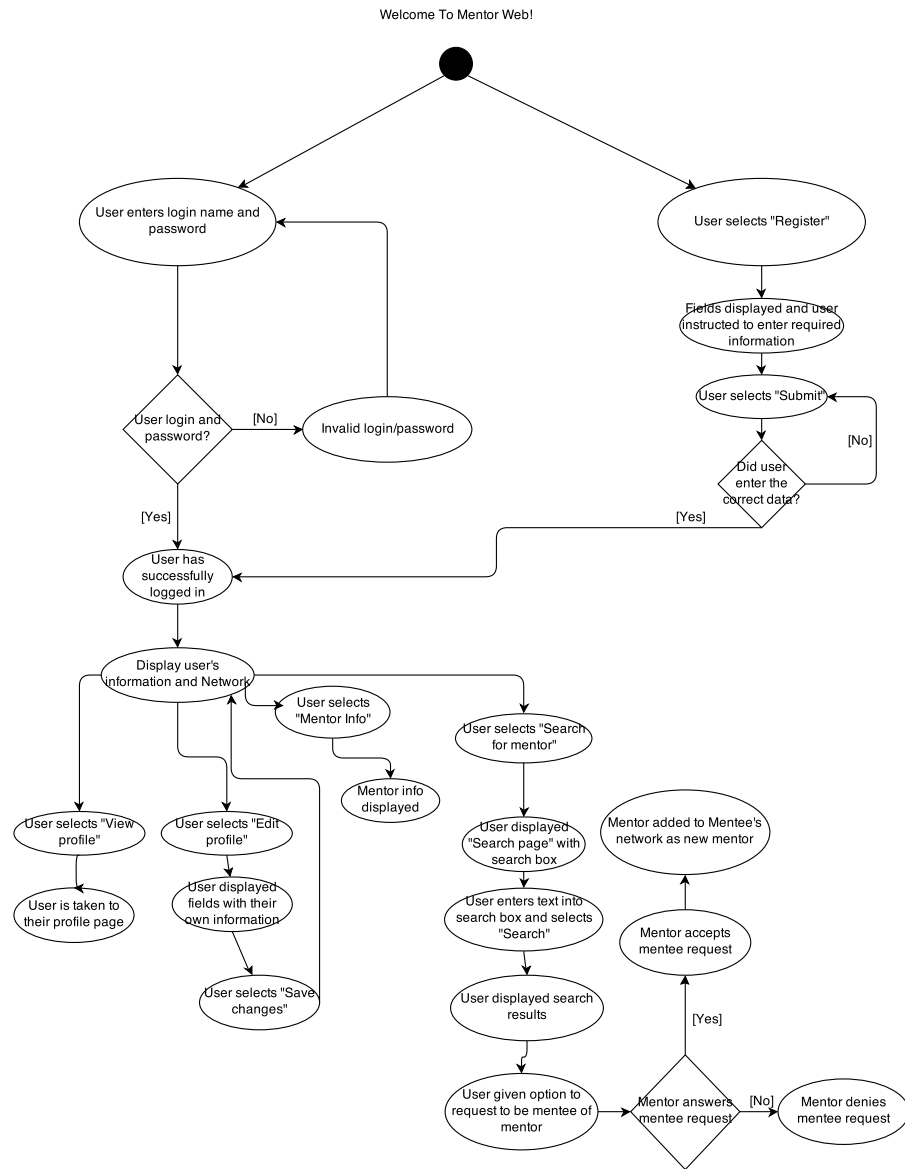 Welcome To Mentor Web!
User enters login name and
password
User selects "Register"
Fields displayed and user
instructed to enter required
information
User selects "Submit"
User login and
password?
[No]
Invalid login/password
[No]
Did user
enter the
correct data?
[Yes]
[Yes]
User has
successfully
logged in
Display user's
information and Network
User selects
"Mentor Info"
User selects "Search
for mentor"
Mentor info
displayed
User selects "View
profile"
User selects "Edit
profile"
User displayed
"Search page" with
search box
Mentor added to Mentee's
network as new mentor
User is taken to
their profile page
User displayed
fields with their
own information
User enters text into
search box and selects
"Search"
Mentor accepts
mentee request
User selects "Save
changes"
User displayed search
results
[Yes]
User given option to
request to be mentee of
mentor
Mentor answers
mentee request
[No]
Mentor denies
mentee request